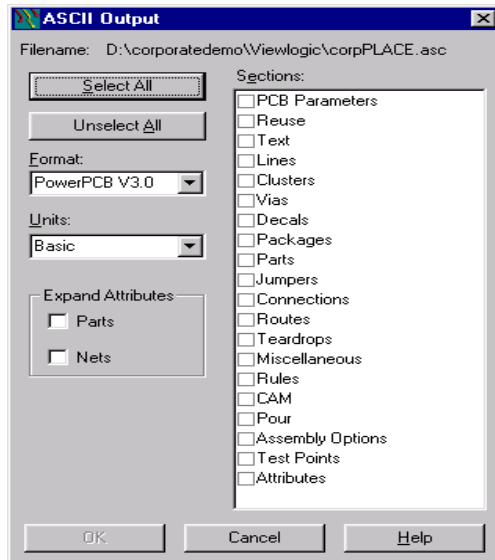 ASCII Output
Filename: D:\corporatedemo\Viewlogic\corpPLACE.asc
Select All
Unselect All
Format:
PowerPCB V3.0
Units:
Basic
Expand Attributes
Parts
Nets
Sections:
PCB Parameters
Reuse
Text
Lines
Clusters
Vias
Decals
Packages
Parts
Jumpers
Connections
Routes
Teardrops
Miscellaneous
Rules
CAM
Pour
Assembly Options
Test Points
Attributes
OK
Cancel
Help